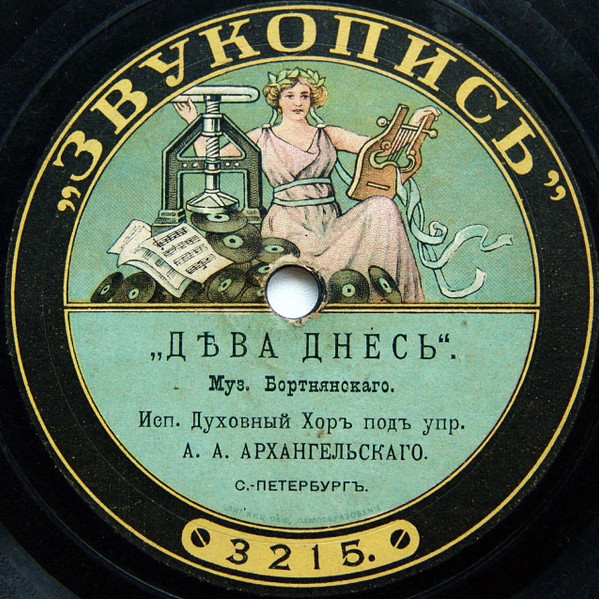 „ЗВУКОПИСЬ”
„ДѢВА ДНЕСЬ“.
Муз. Бортнянскаго.
Исп. Духовный Хоръ подъ упр.
А. А. АРХАНГЕЛЬСКАГО.
С.-ПЕТЕРБУРГЪ.
3215.